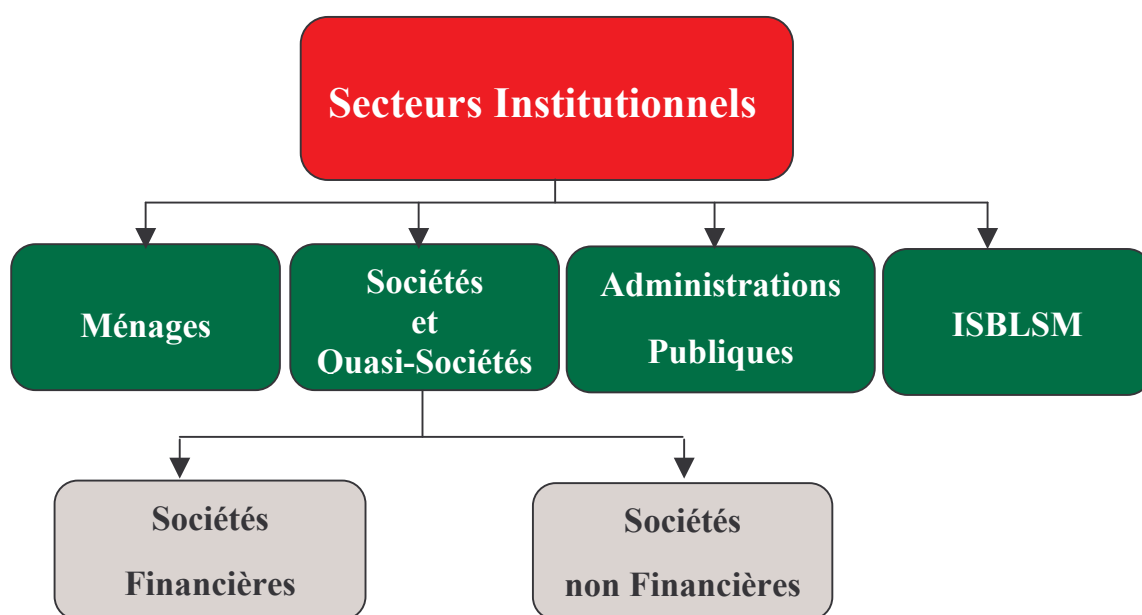 Secteurs Institutionnels
Ménages
Sociétés
et
Ouasi-Sociétés
Administrations
Publiques
ISBLSM
Sociétés
Financières
Sociétés
non Financières